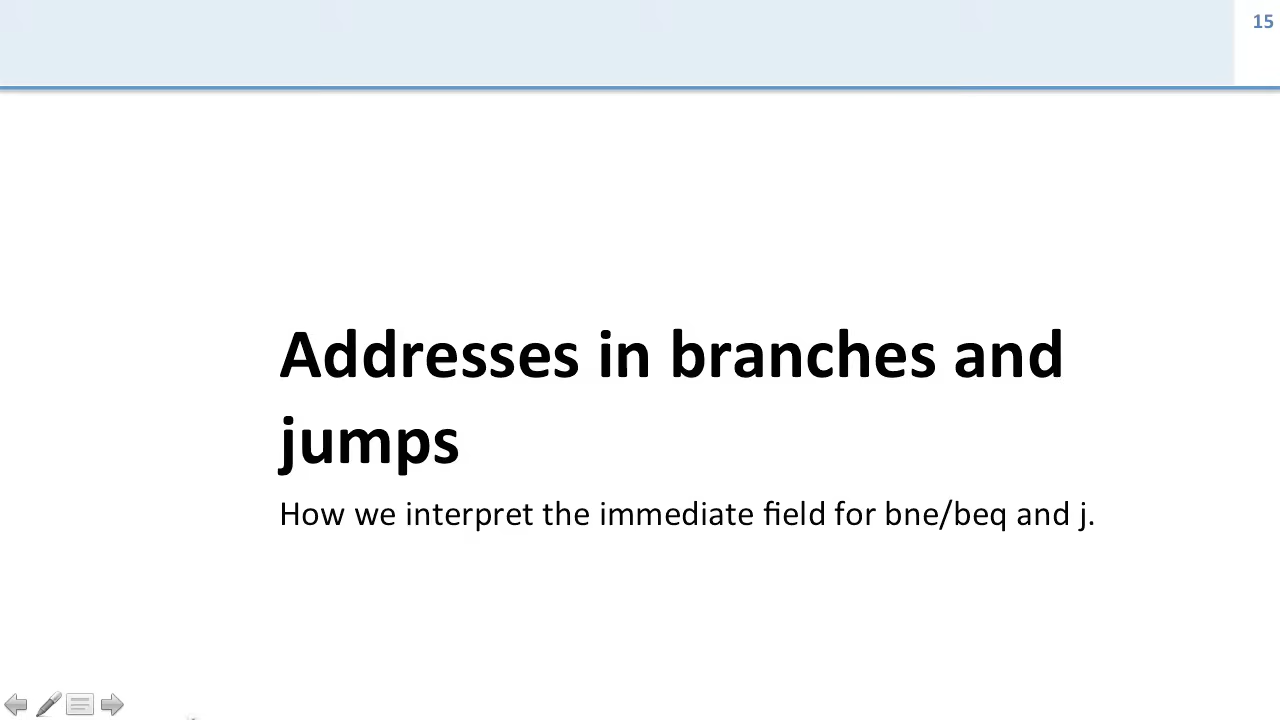 15
Addresses in branches and
jumps
How we interpret the immediate field for bne/beq and j.